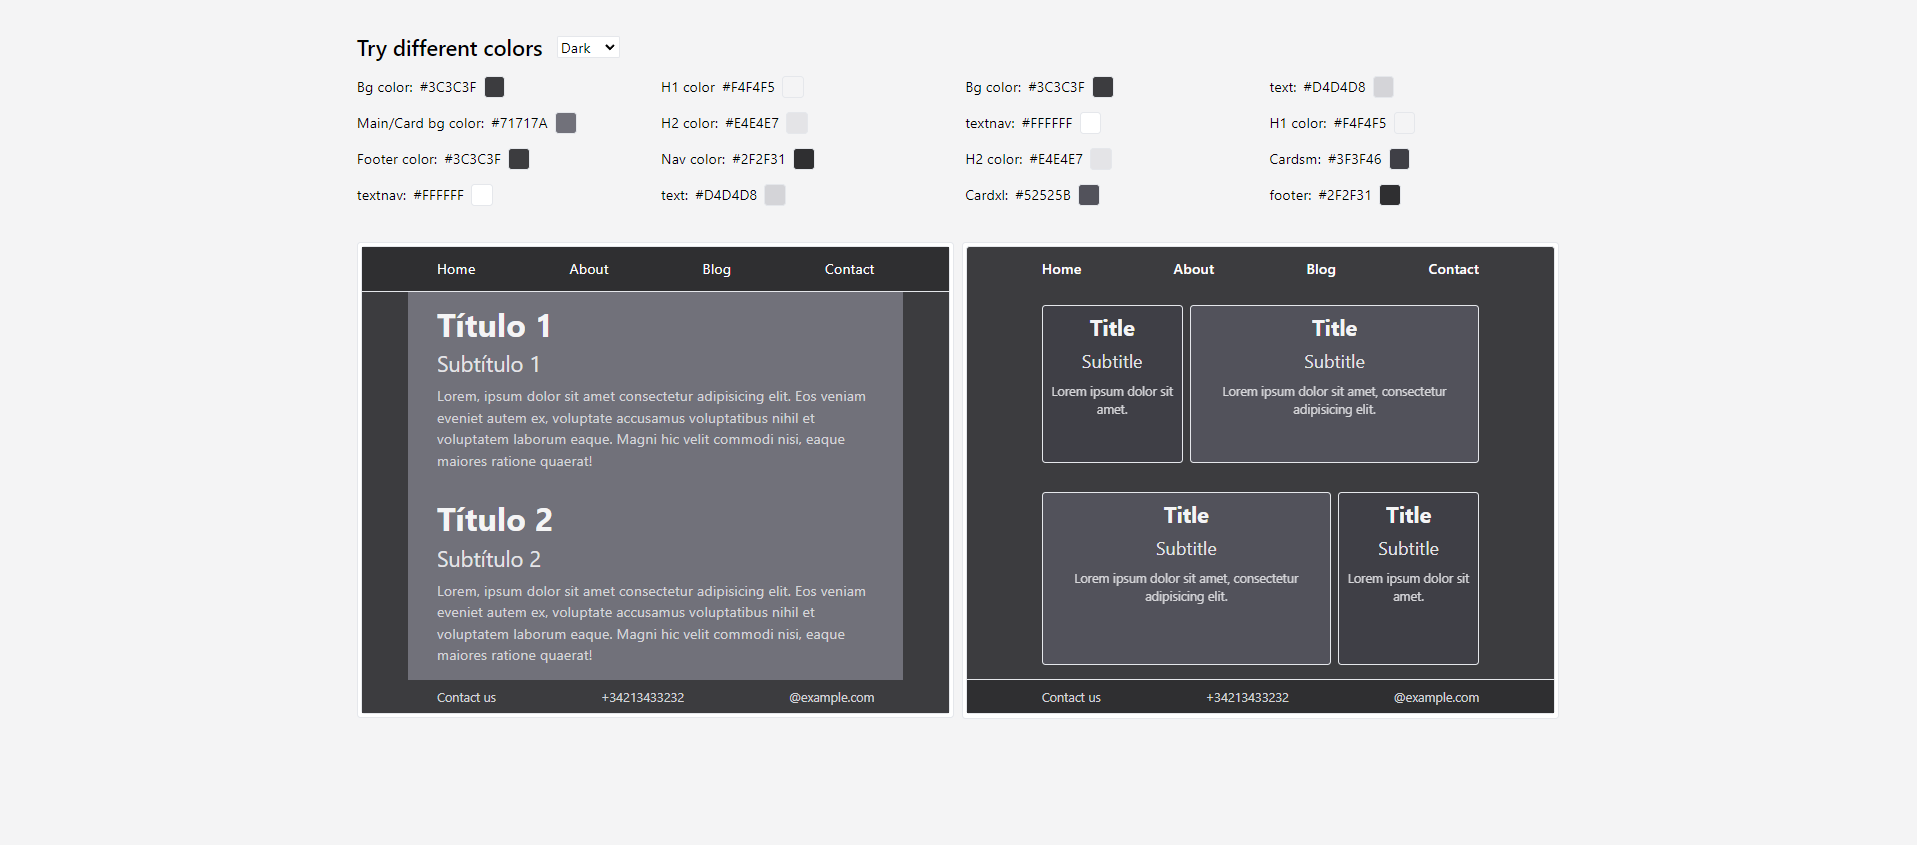 Try different colors Dark
Bg color: #3C3C3F H1 color #F4F4F5 Bg color: #3C3C3F text: #D4D4D8
Main/Card bg color: #71717A H2 color: #E4E4E7 textnav: #FFFFFF H1 color: #F4F4F5
Footer color: #3C3C3F Nav color: #2F2F31 H2 color: #E4E4E7 Cardsm: #3F3F46
textnav: #FFFFFF text: #D4D4D8 Cardxl: #52525B footer: #2F2F31
Home About Blog Contact
Título 1
Subtítulo 1
Lorem, ipsum dolor sit amet consectetur adipisicing elit. Eos veniam
eveniet autem ex, voluptate accusamus voluptatibus nihil et
voluptatem laborum eaque. Magni hic velit commodi nisi, eaque
maiores ratione quaerat!
Título 2
Subtítulo 2
Lorem, ipsum dolor sit amet consectetur adipisicing elit. Eos veniam
eveniet autem ex, voluptate accusamus voluptatibus nihil et
voluptatem laborum eaque. Magni hic velit commodi nisi, eaque
maiores ratione quaerat!
Contact us +34213433232 @example.com
Home About Blog Contact
Title
Subtitle
Lorem ipsum dolor sit
amet.
Title
Subtitle
Lorem ipsum dolor sit amet, consectetur
adipisicing elit.
Title
Subtitle
Lorem ipsum dolor sit amet, consectetur
adipisicing elit.
Title
Subtitle
Lorem ipsum dolor sit
amet.
Contact us +34213433232 @example.com